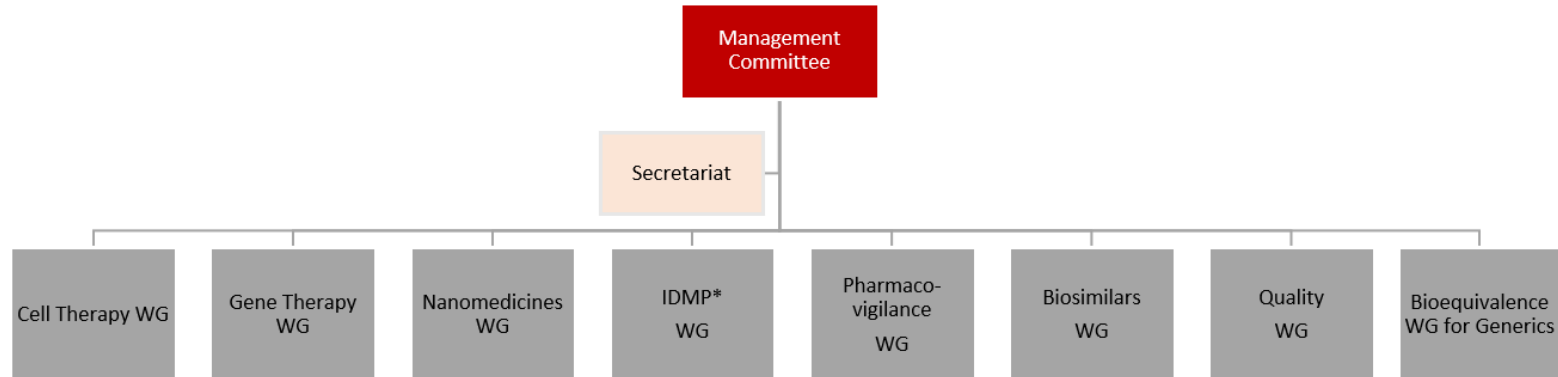 Management
Committee
Secretariat
Cell Therapy WG
Gene Therapy
WG
Nanomedicines
WG
IDMP*
WG
Pharmaco-
vigilance
WG
Biosimilars
WG
Quality
WG
Bioequivalence
WG for Generics